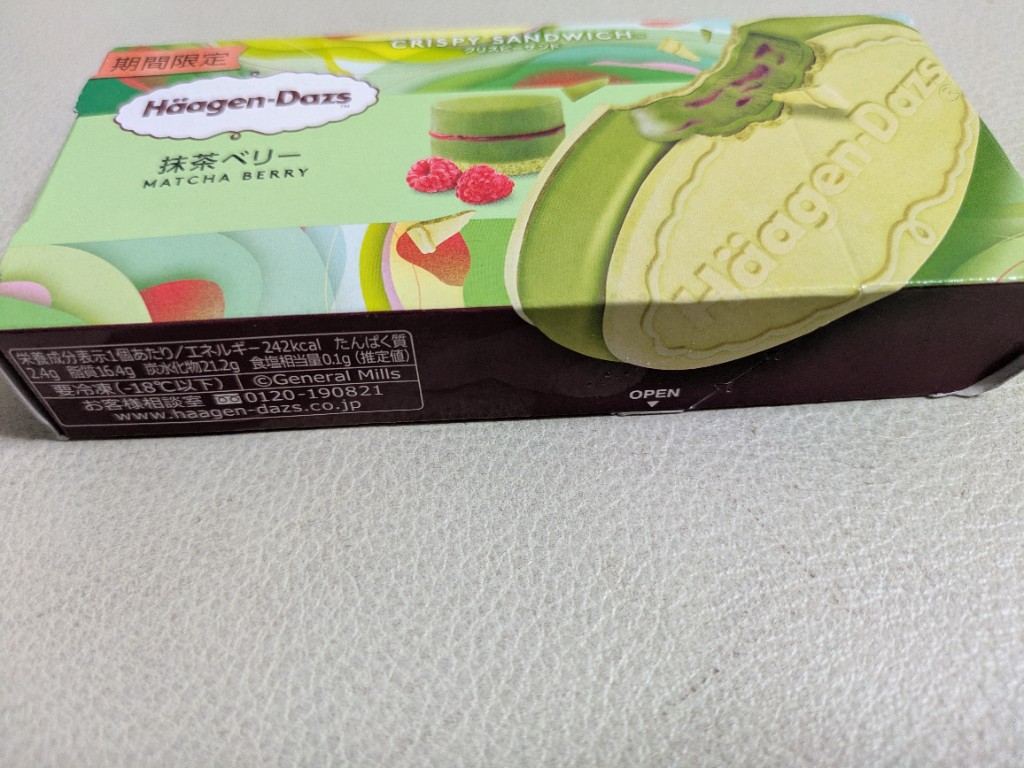 CRISPY SANDWICH
クリスピーサンド
期間限定
Häagen-Dazs™
抹茶ベリー
MATCHA BERRY
Häagen-Dazs
栄養成分表示1個あたり/エネルギー242kcal たんぱく質
2.4g 脂質16.4g 炭水化物21.2g 食塩相当量0.1g(推定値)
要冷凍(-18℃以下) ©General Mills
お客様相談室 0120-190821
www.haagen-dazs.co.jp
OPEN